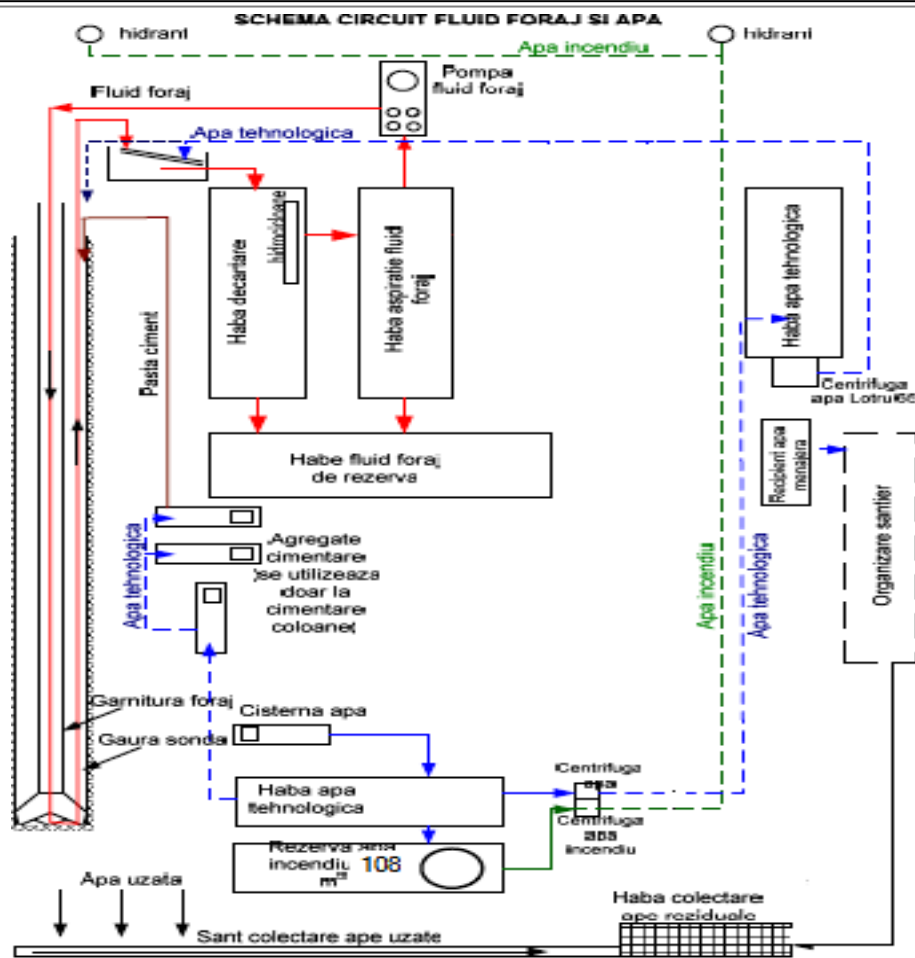 SCHEMA CIRCUIT FLUID FORAJ SI APA
hidrant
Apa incendiu
hidrant
Pompa
fluid foraj
Fluid foraj
Apa tehnologica
Haba decantare
hidrocicloane
Haba aspiratie fluid
foraj
Haba apa tehnologica
Pasta ciment
Centrifuga
apa Lotru 65
Habe fluid foraj
de rezerva
Recipient apa
menajera
Organizare santier
Apa tehnologica
Agregate
cimentare
se utilizeaza
doar la
cimentare
coloane
Apa incendiu
Apa tehnologica
Garnitura foraj
Gaura sonda
Cisterna apa
Haba apa
tehnologica
Centrifuga
apa
Centrifuga
apa
incendiu
Rezerva apa
incendiu 108
m³
Apa uzata
Haba colectare
ape reziduale
Sant colectare ape uzate